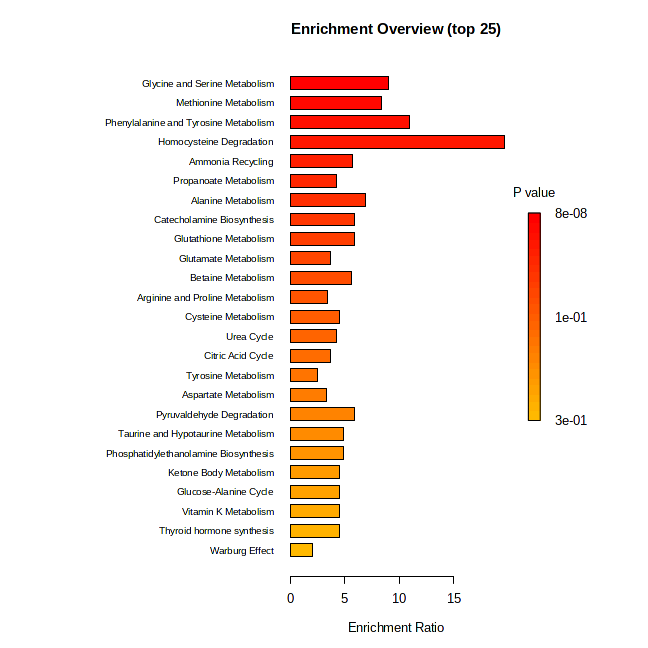 Enrichment Overview (top 25)
Glycine and Serine Metabolism
Methionine Metabolism
Phenylalanine and Tyrosine Metabolism
Homocysteine Degradation
Ammonia Recycling
Propanoate Metabolism
Alanine Metabolism
Catecholamine Biosynthesis
Glutathione Metabolism
Glutamate Metabolism
Betaine Metabolism
Arginine and Proline Metabolism
Cysteine Metabolism
Urea Cycle
Citric Acid Cycle
Tyrosine Metabolism
Aspartate Metabolism
Pyruvaldehyde Degradation
Taurine and Hypotaurine Metabolism
Phosphatidylethanolamine Biosynthesis
Ketone Body Metabolism
Glucose-Alanine Cycle
Vitamin K Metabolism
Thyroid hormone synthesis
Warburg Effect
0 5 10 15
Enrichment Ratio
P value
8e-08
1e-01
3e-01